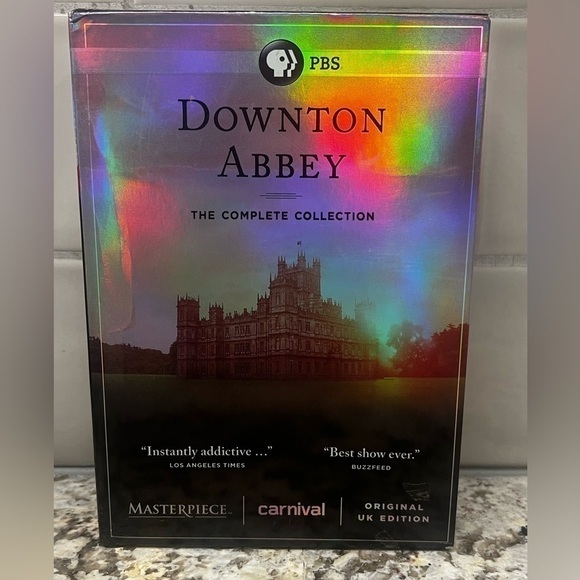 PBS
DOWNTON
ABBEY
THE COMPLETE COLLECTION
“Instantly addictive ...”
LOS ANGELES TIMES
“Best show ever.”
BUZZFEED
MASTERPIECE™
carnival
ORIGINAL
UK EDITION